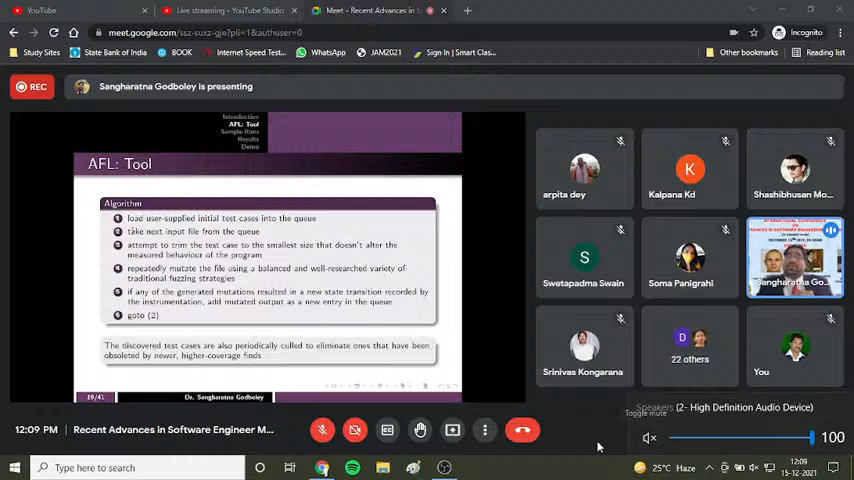 YouTube
Live streaming - YouTube Studio
Meet - Recent Advances in S
Incognito
meet.google.com/ssz-suxz-gje?pli=1&authuser=0
Study Sites
State Bank of India
BOOK
Internet Speed Test...
WhatsApp
JAM2021
Sign In | Smart Clas...
Other bookmarks
Reading list
REC
Sangharatna Godboley is presenting
Introduction
AFL: Tool
Sample Runs
Results
Demo
AFL: Tool
Algorithm
1 load user-supplied initial test cases into the queue
2 take next input file from the queue
3 attempt to trim the test case to the smallest size that doesn't alter the
measured behaviour of the program
4 repeatedly mutate the file using a balanced and well-researched variety of
traditional fuzzing strategies
5 if any of the generated mutations resulted in a new state transition recorded by
the instrumentation, add mutated output as a new entry in the queue
6 goto (2)
The discovered test cases are also periodically culled to eliminate ones that have been
obsoleted by newer, higher-coverage finds
19/41
Dr. Sangharatna Godboley
arpita dey
K
Kalpana Kd
Shashibhusan Mo...
S
Swetapadma Swain
Soma Panigrahi
Sangharatna Go...
Srinivas Kongarana
D
22 others
You
12:09 PM
Recent Advances in Software Engineer M...
Toggle mute
Speakers (2- High Definition Audio Device)
100
Type here to search
25°C Haze
12:09
15-12-2021